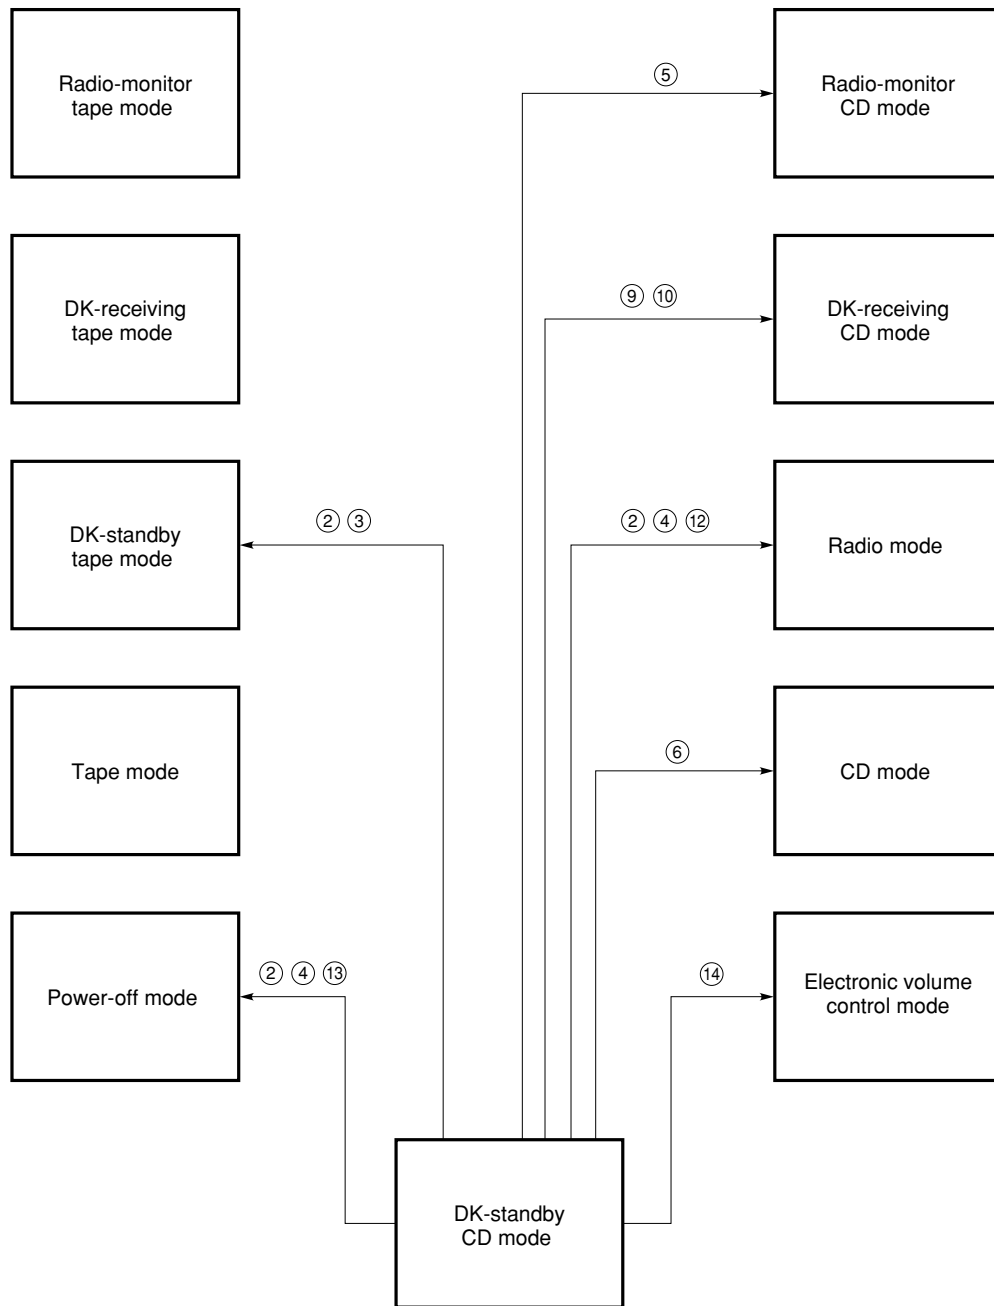 Radio-monitor
tape mode
⑤
Radio-monitor
CD mode
DK-receiving
tape mode
⑨ ⑩
DK-receiving
CD mode
DK-standby
tape mode
② ③
② ④ ⑫
Radio mode
Tape mode
⑥
CD mode
Power-off mode
② ④ ⑬
⑭
Electronic volume
control mode
DK-standby
CD mode